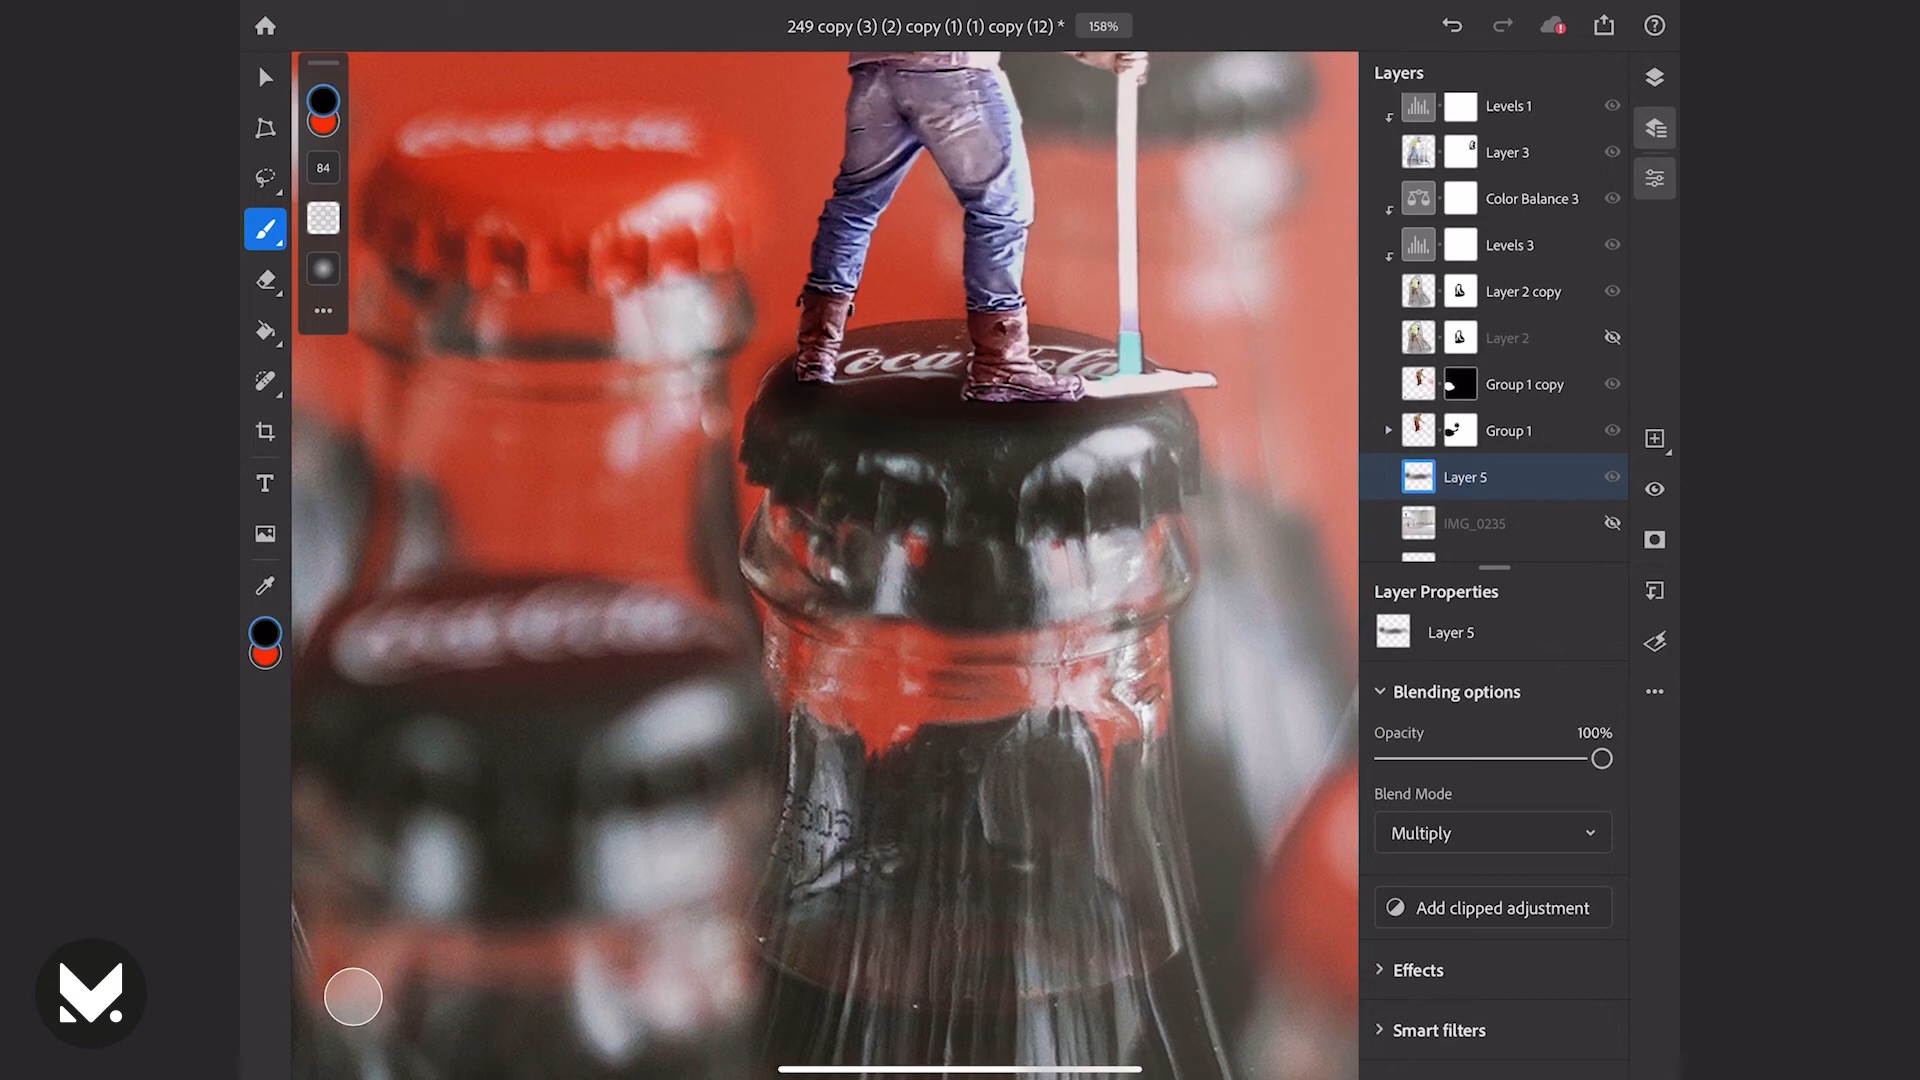 249 copy (3) (2) copy (1) (1) copy (12) *
158%
84
Layers
Levels 1
Layer 3
Color Balance 3
Levels 3
Layer 2 copy
Layer 2
Group 1 copy
Group 1
Layer 5
IMG_0235
Layer Properties
Layer 5
Blending options
Opacity
100%
Blend Mode
Multiply
Add clipped adjustment
Effects
Smart filters
Coca Cola